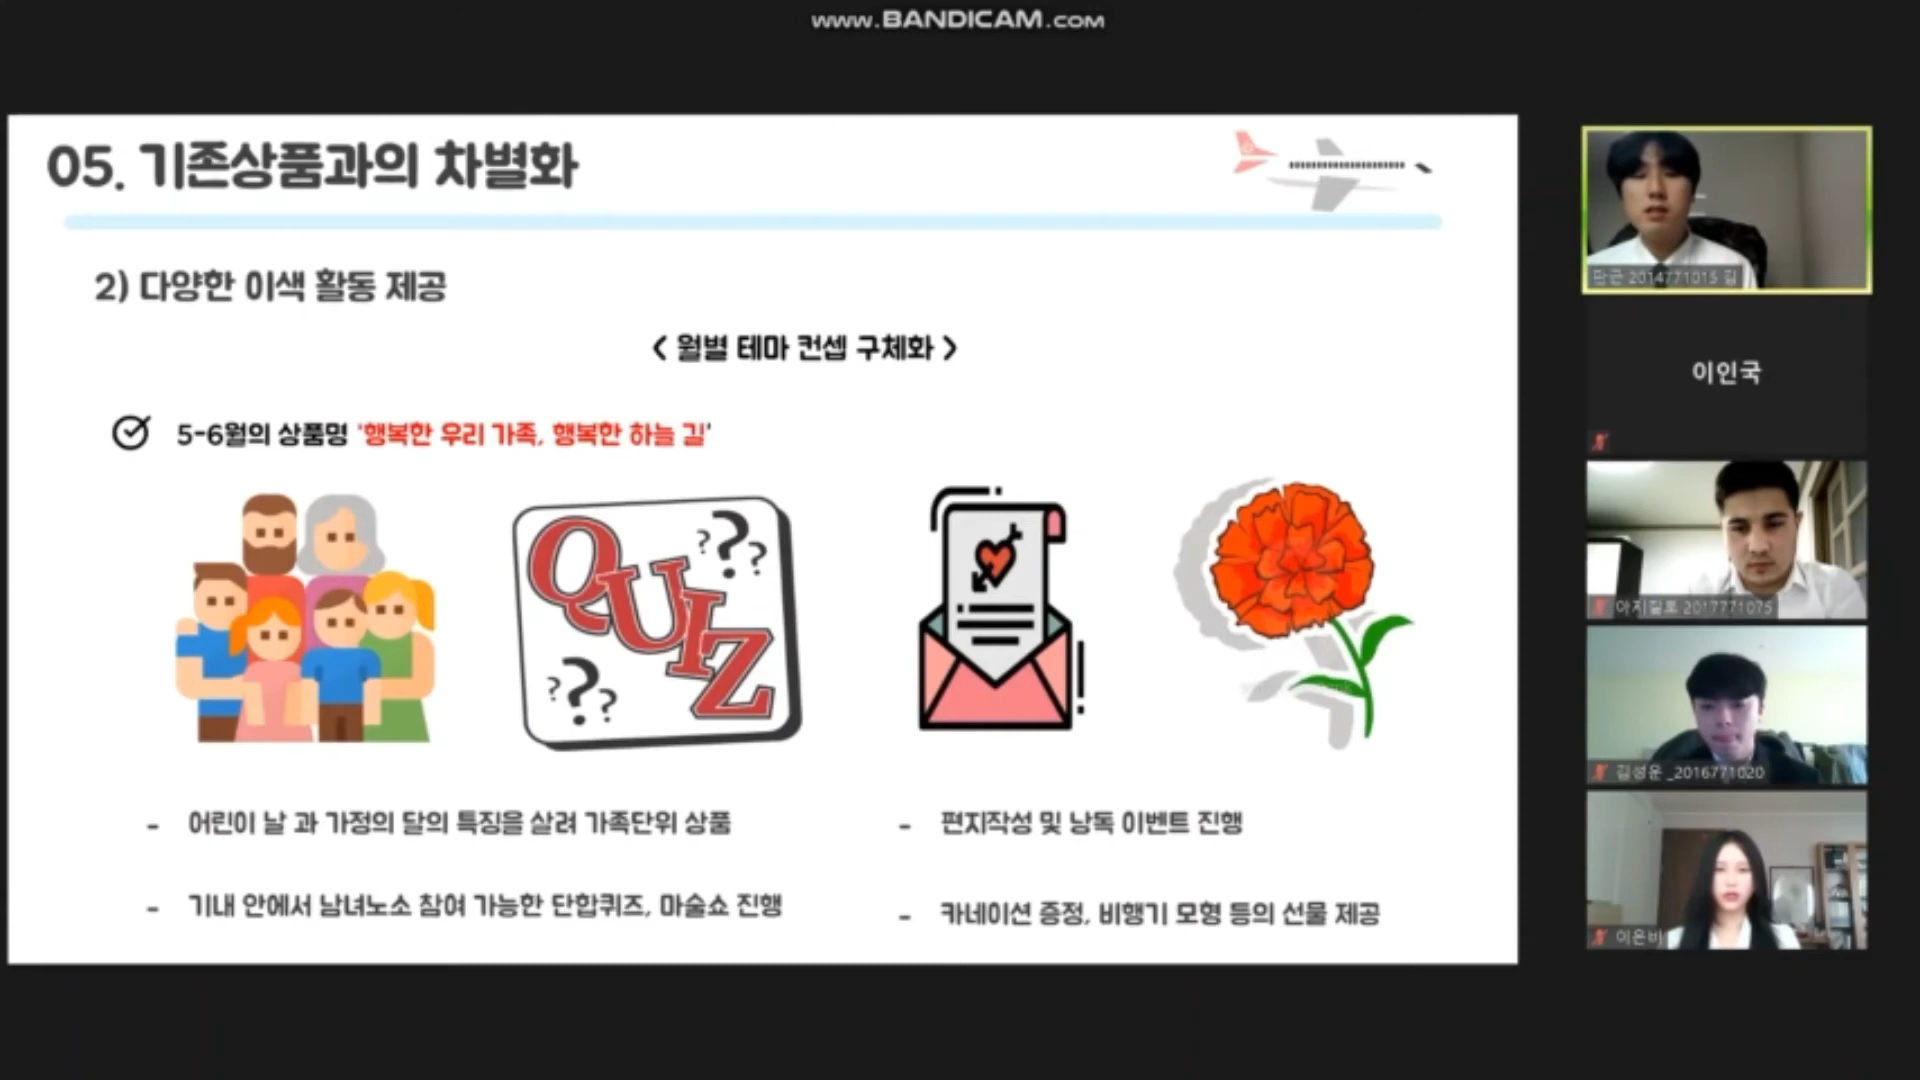 www.BANDICAM.com
05. 기존상품과의 차별화
2) 다양한 이색 활동 제공
< 월별 테마 컨셉 구체화 >
5-6월의 상품명 '행복한 우리 가족, 행복한 하늘 길'
QUIZ
???
???
- 어린이 날 과 가정의 달의 특징을 살려 가족단위 상품
- 기내 안에서 남녀노소 참여 가능한 단합퀴즈, 마술쇼 진행
- 편지작성 및 낭독 이벤트 진행
- 카네이션 증정, 비행기 모형 등의 선물 제공
2014771015 김
이인국
2017771075
김성운 _2016771020
이은비